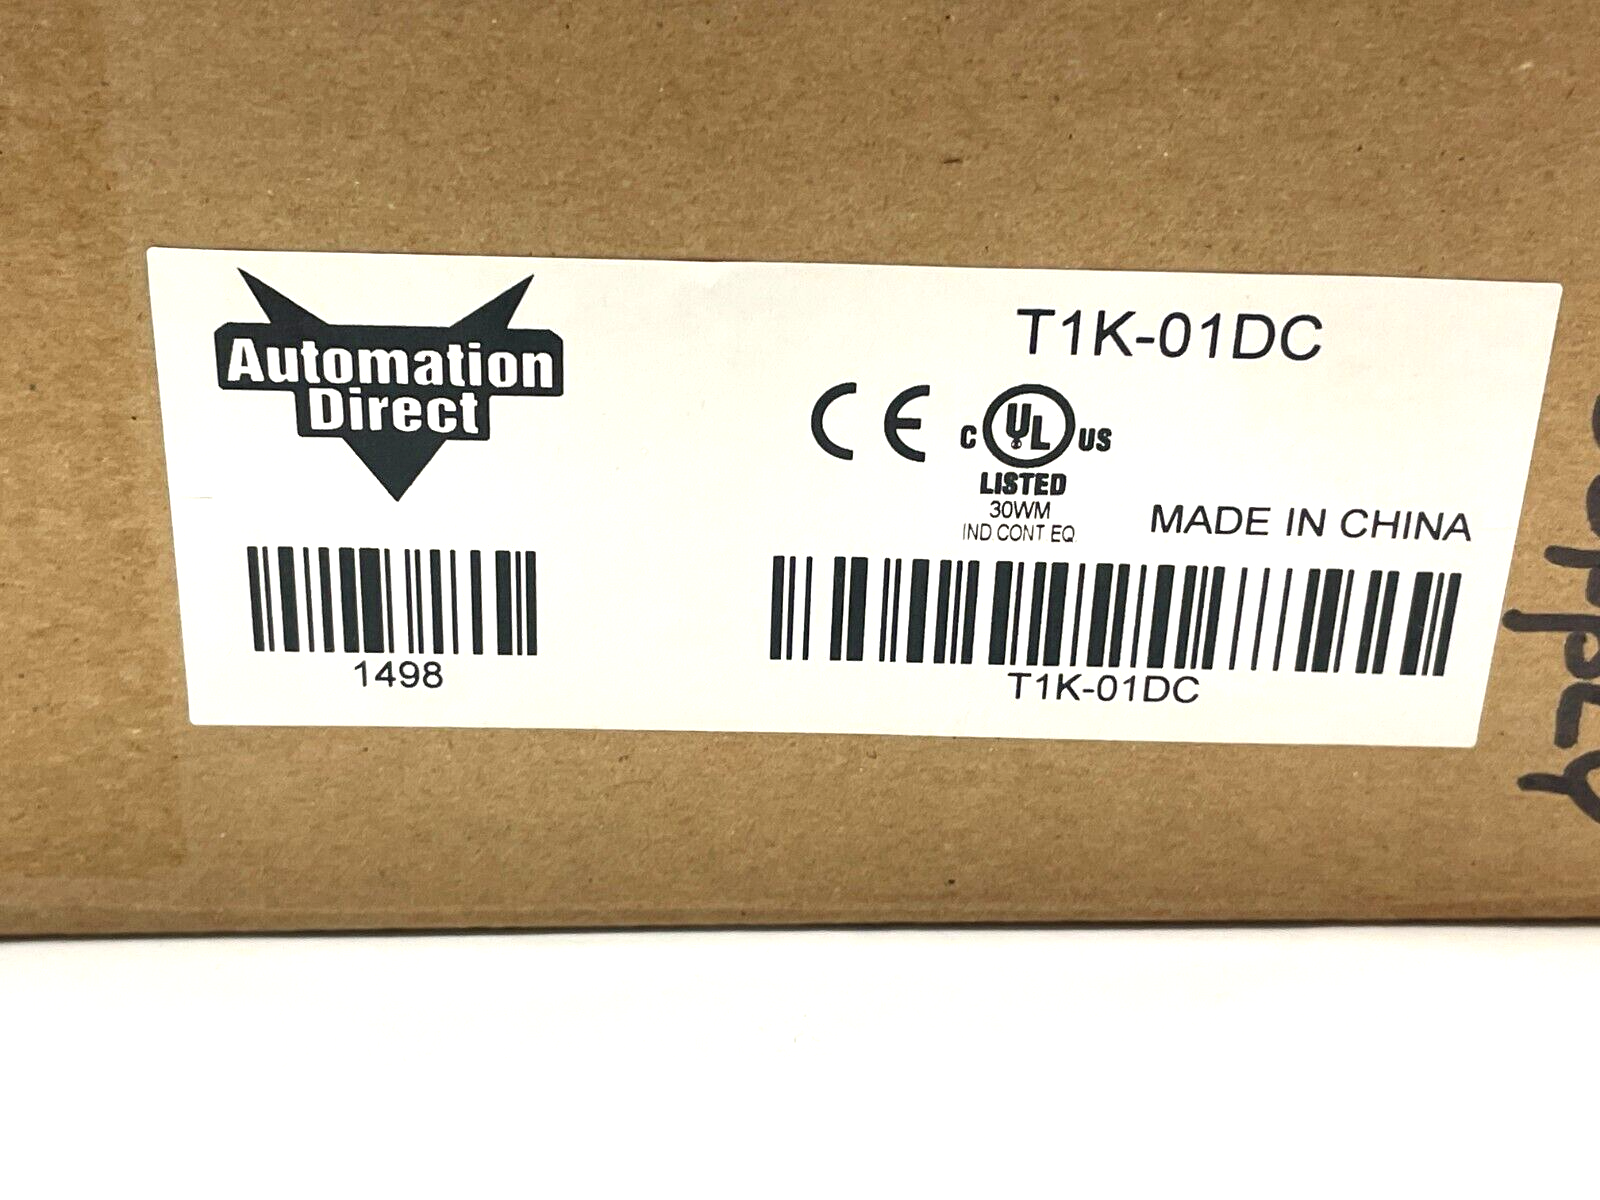 Automation
Direct
T1K-01DC
CE
C UL US
LISTED
30WM
IND CONT EQ
MADE IN CHINA
1498
T1K-01DC